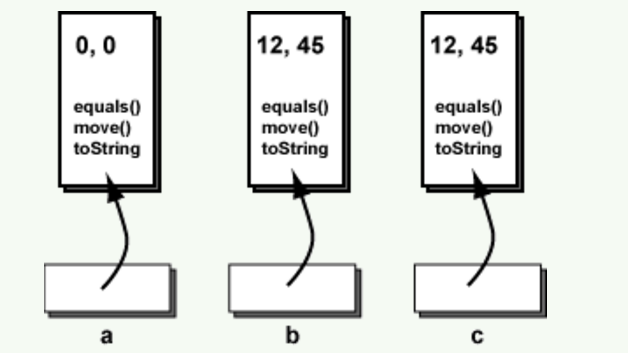 0, 0
equals()
move()
toString
12, 45
equals()
move()
toString
12, 45
equals()
move()
toString
a
b
c